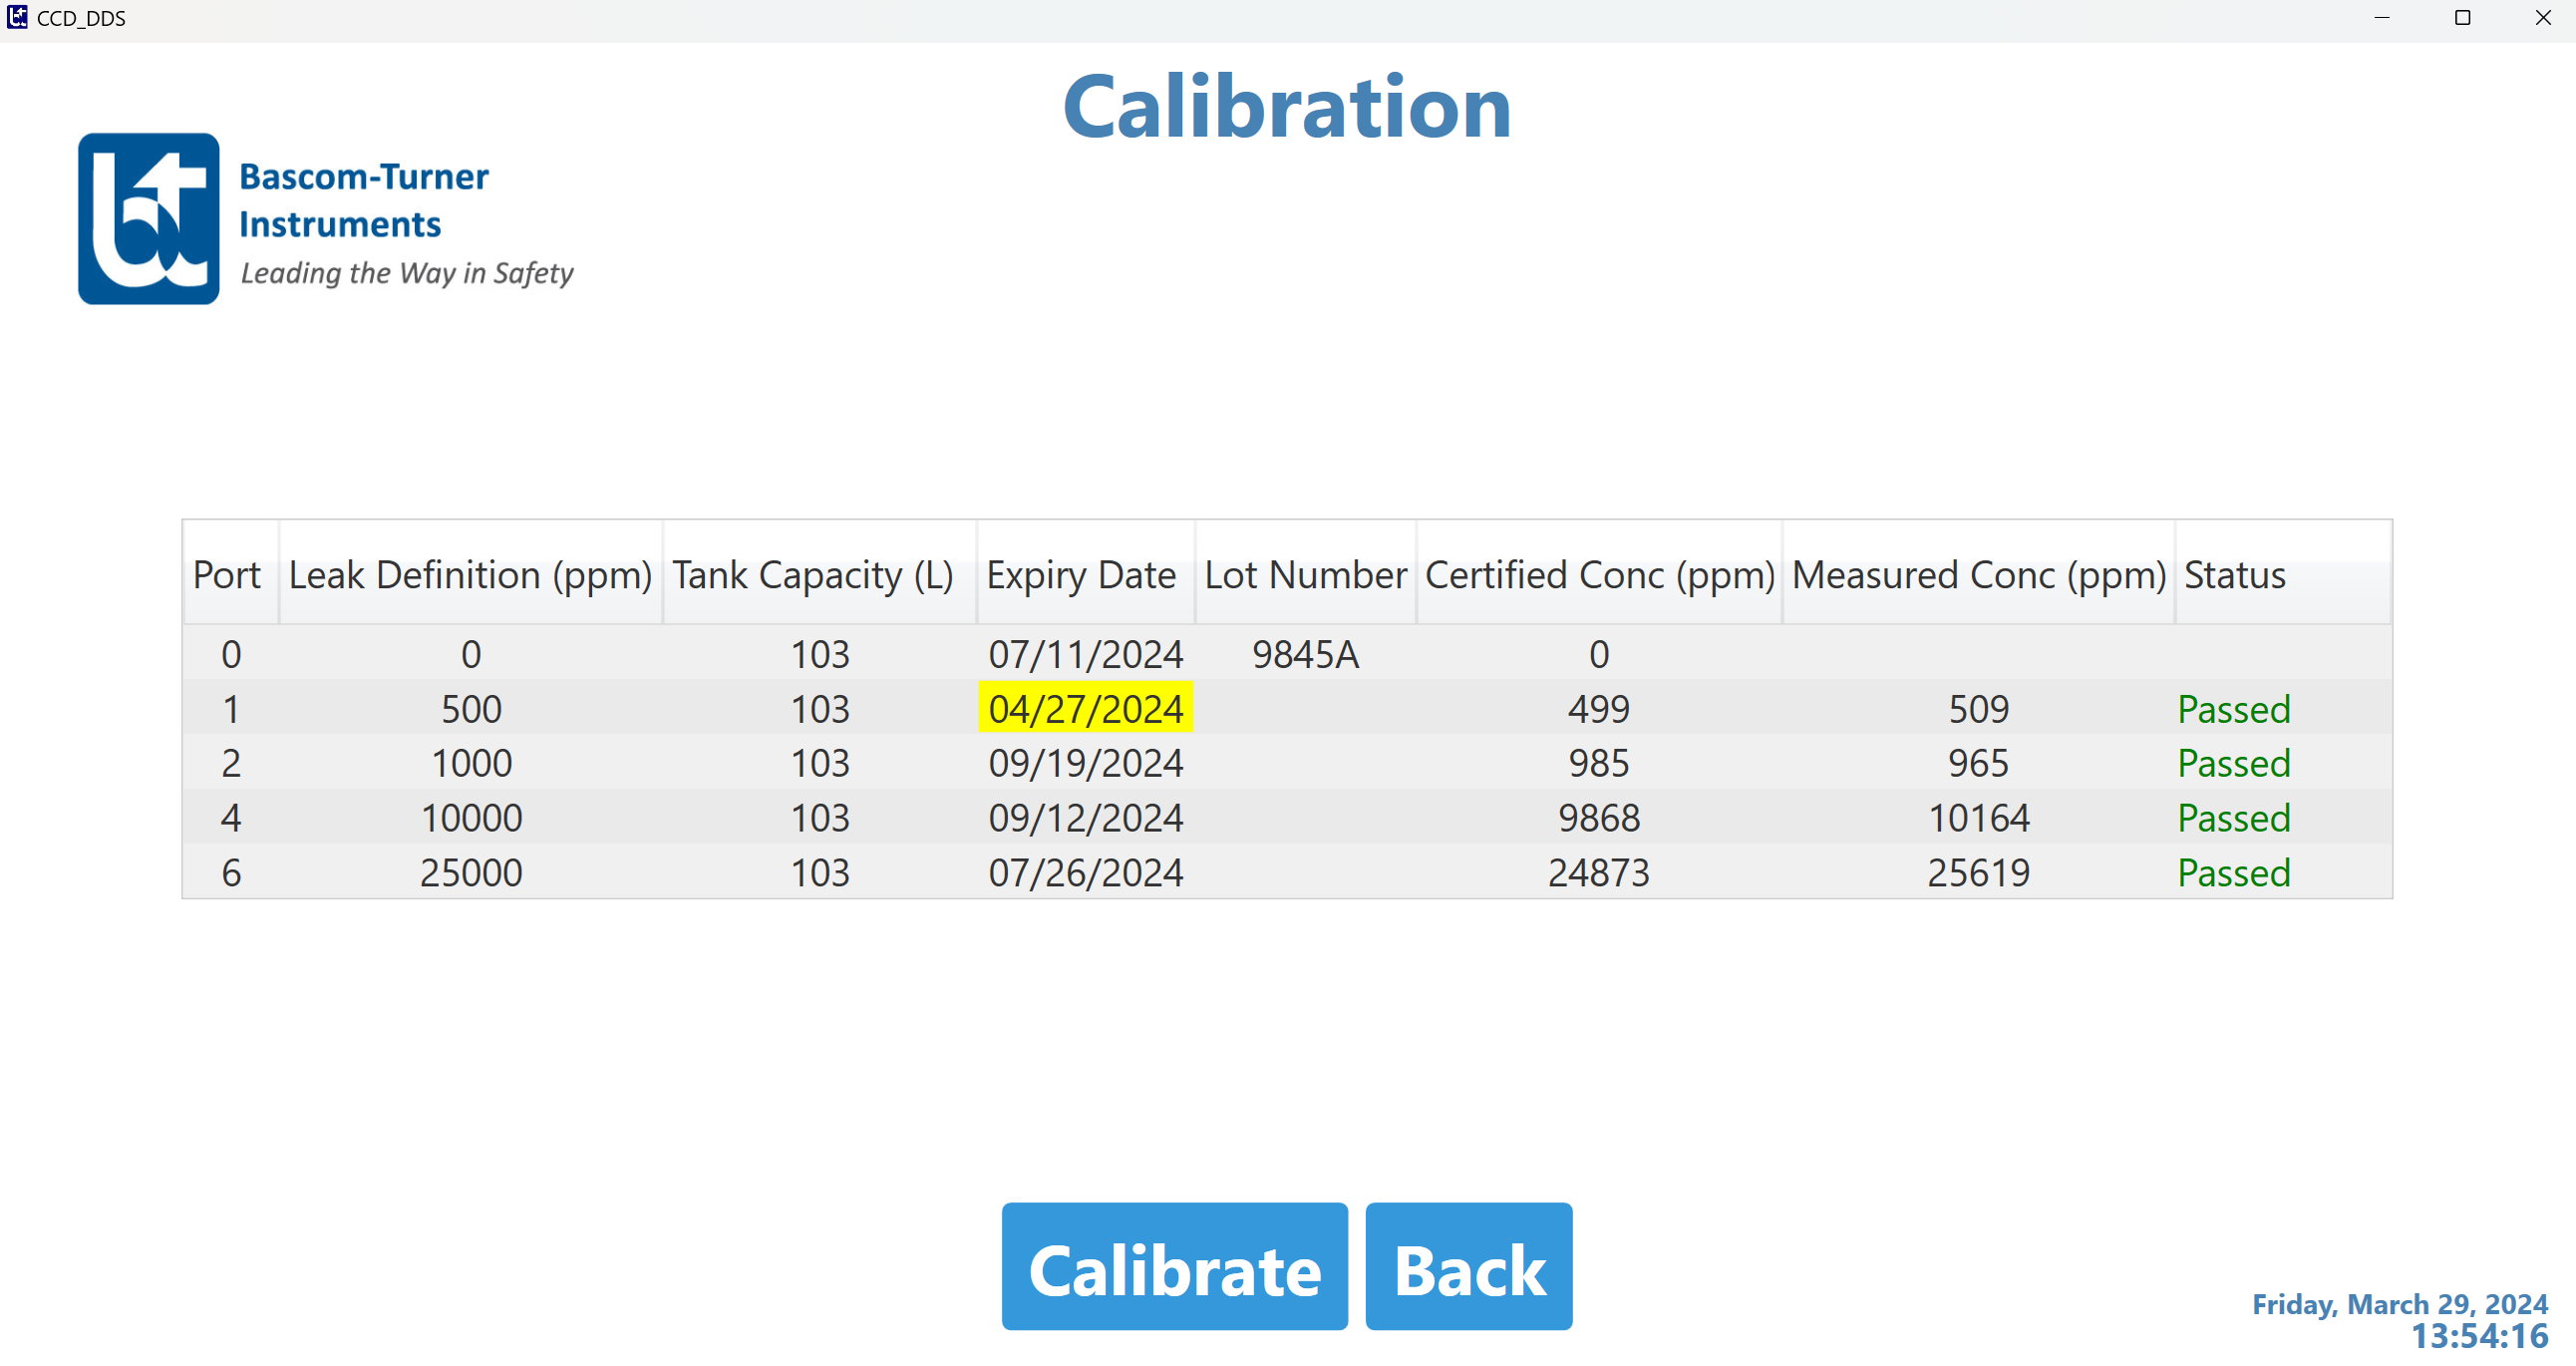 CCD_DDS
Calibration
Bascom-Turner
Instruments
Leading the Way in Safety
Port Leak Definition (ppm) Tank Capacity (L) Expiry Date Lot Number Certified Conc (ppm) Measured Conc (ppm) Status
0 0 103 07/11/2024 9845A 0
1 500 103 04/27/2024 499 509 Passed
2 1000 103 09/19/2024 985 965 Passed
4 10000 103 09/12/2024 9868 10164 Passed
6 25000 103 07/26/2024 24873 25619 Passed
Calibrate Back
Friday, March 29, 2024
13:54:16